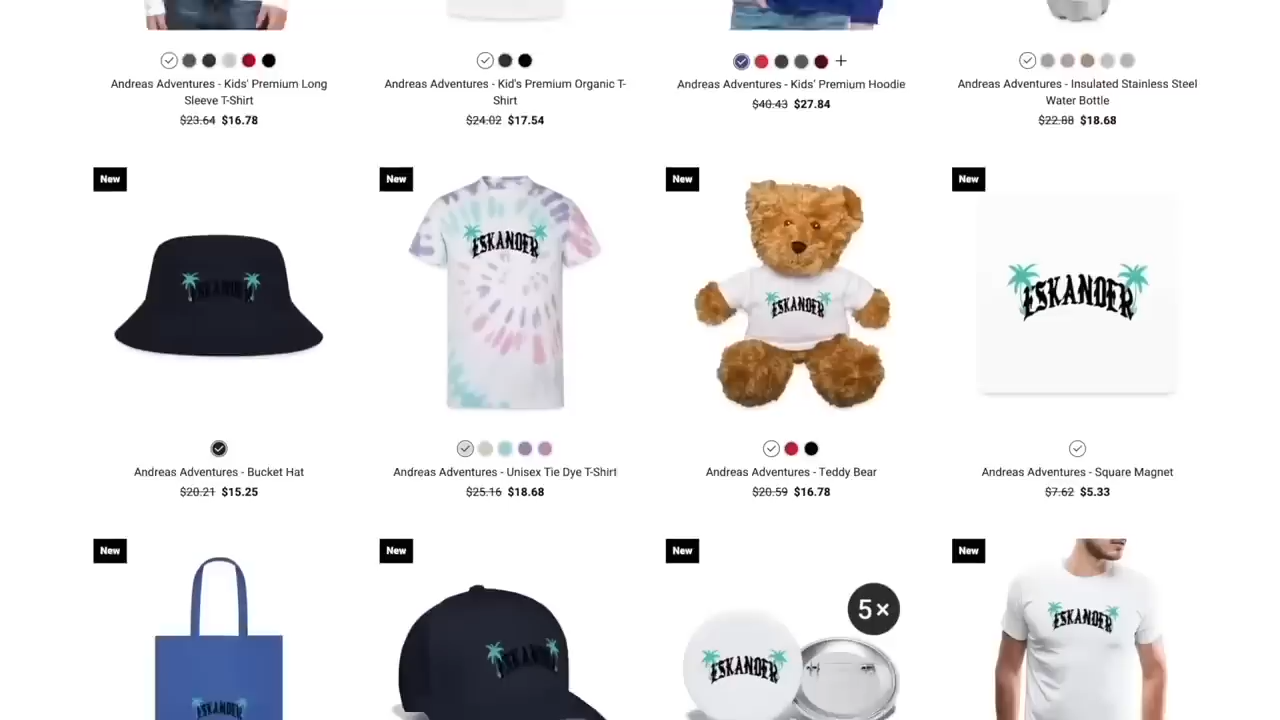 Andreas Adventures - Kids' Premium Long
Sleeve T-Shirt
$23.64 $16.78
Andreas Adventures - Kid's Premium Organic T-
Shirt
$24.02 $17.54
Andreas Adventures - Kids' Premium Hoodie
$40.43 $27.84
Andreas Adventures - Insulated Stainless Steel
Water Bottle
$22.88 $18.68
New
ESKANDER
Andreas Adventures - Bucket Hat
$20.21 $15.25
New
ESKANDER
Andreas Adventures - Unisex Tie Dye T-Shirt
$25.16 $18.68
New
ESKANDER
Andreas Adventures - Teddy Bear
$20.59 $16.78
New
ESKANDER
Andreas Adventures - Square Magnet
$7.62 $5.33
New
ESKANDER
New
ESKANDER
New
5×
ESKANDER
New
ESKANDER